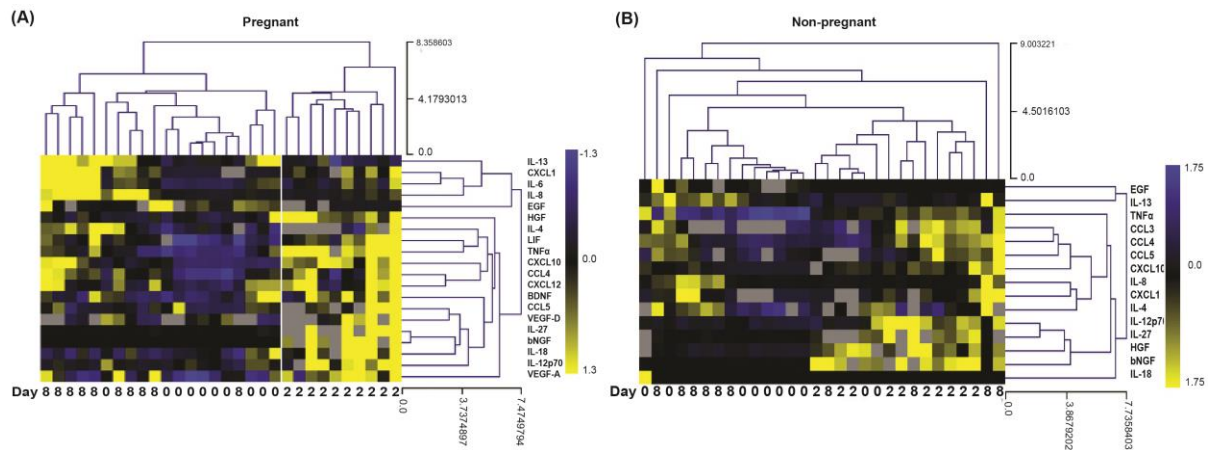 (A)
Pregnant
8.358603
4.1793013
0.0
IL-13
CXCL1
IL-6
IL-8
EGF
HGF
IL-4
LIF
TNFα
CXCL10
CCL4
CXCL12
BDNF
CCL5
VEGF-D
IL-27
bNGF
IL-18
IL-12p70
VEGF-A
-1.3
0.0
1.3
Day 8 8 8 8 8 0 8 8 8 0 8 0 0 0 0 0 0 0 0 0 2 2 2 2 2 2 2 2 2 2
0.0
3.7374897
7.4749794
(B)
Non-pregnant
9.003221
4.5016103
0.0
EGF
IL-13
TNFα
CCL3
CCL4
CCL5
CXCL10
IL-8
CXCL1
IL-4
IL-12p70
IL-27
HGF
bNGF
IL-18
1.75
0.0
1.75
Day 0 8 0 8 8 8 8 0 0 0 0 0 0 0 2 8 2 0 0 2 2 2 8 2 2 2 2 2 8 8
0.0
3.8679202
7.7358403